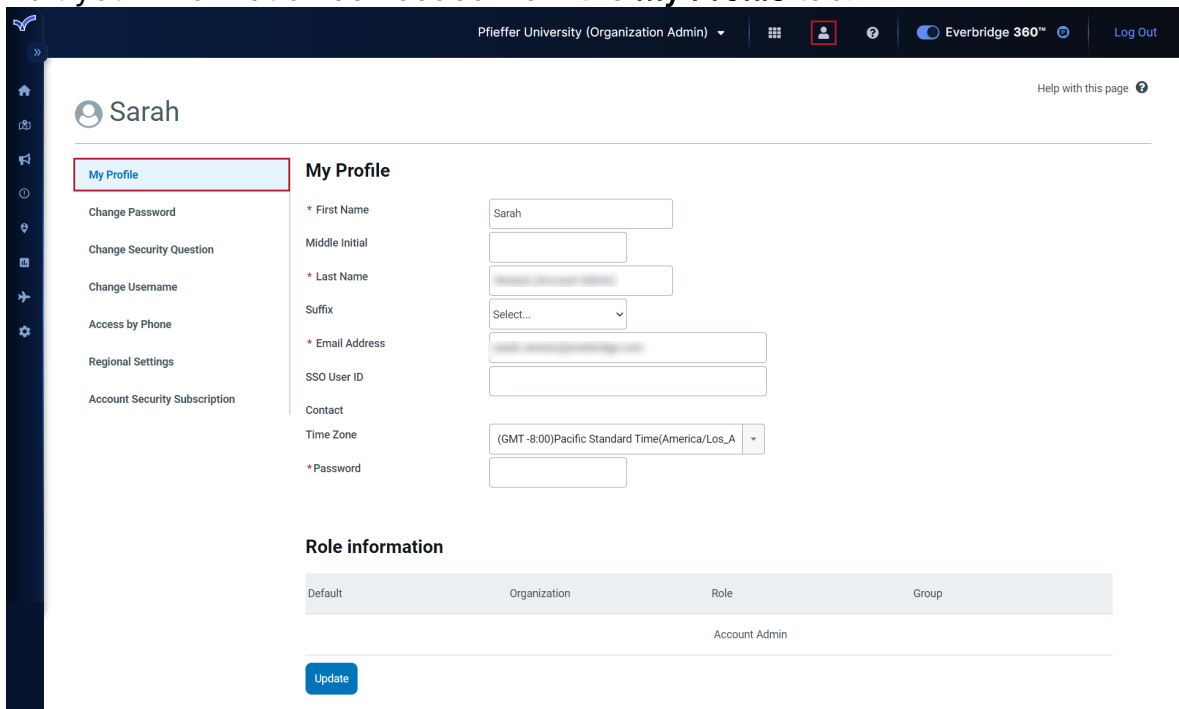 Pfieffer University (Organization Admin)
Everbridge 360™
Log Out
Help with this page
Sarah
My Profile
Change Password
Change Security Question
Change Username
Access by Phone
Regional Settings
Account Security Subscription
My Profile
* First Name
Sarah
Middle Initial
* Last Name
Suffix
Select...
* Email Address
SSO User ID
Contact
Time Zone
(GMT -8:00)Pacific Standard Time(America/Los_A
*Password
Role information
Default Organization Role Group
Account Admin
Update